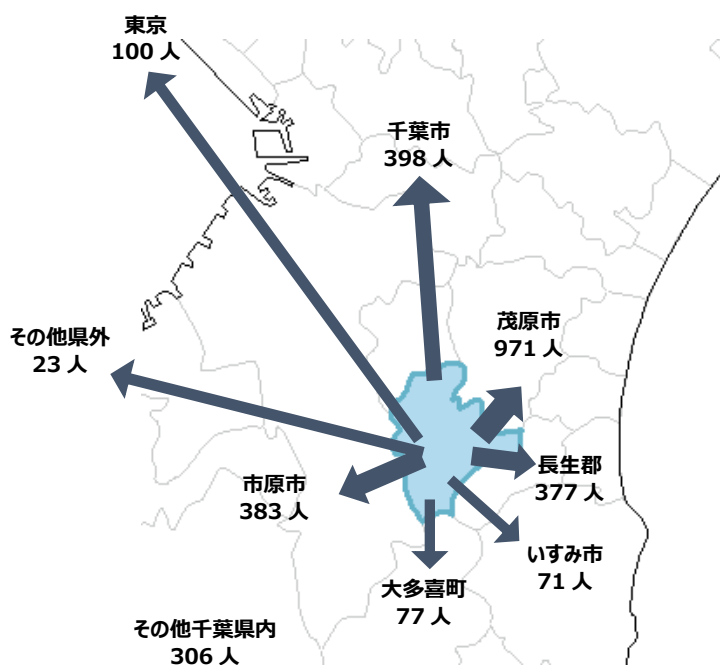 東京
100 人
千葉市
398 人
茂原市
971 人
その他県外
23 人
長生郡
377 人
市原市
383 人
いすみ市
71 人
大多喜町
77 人
その他千葉県内
306 人